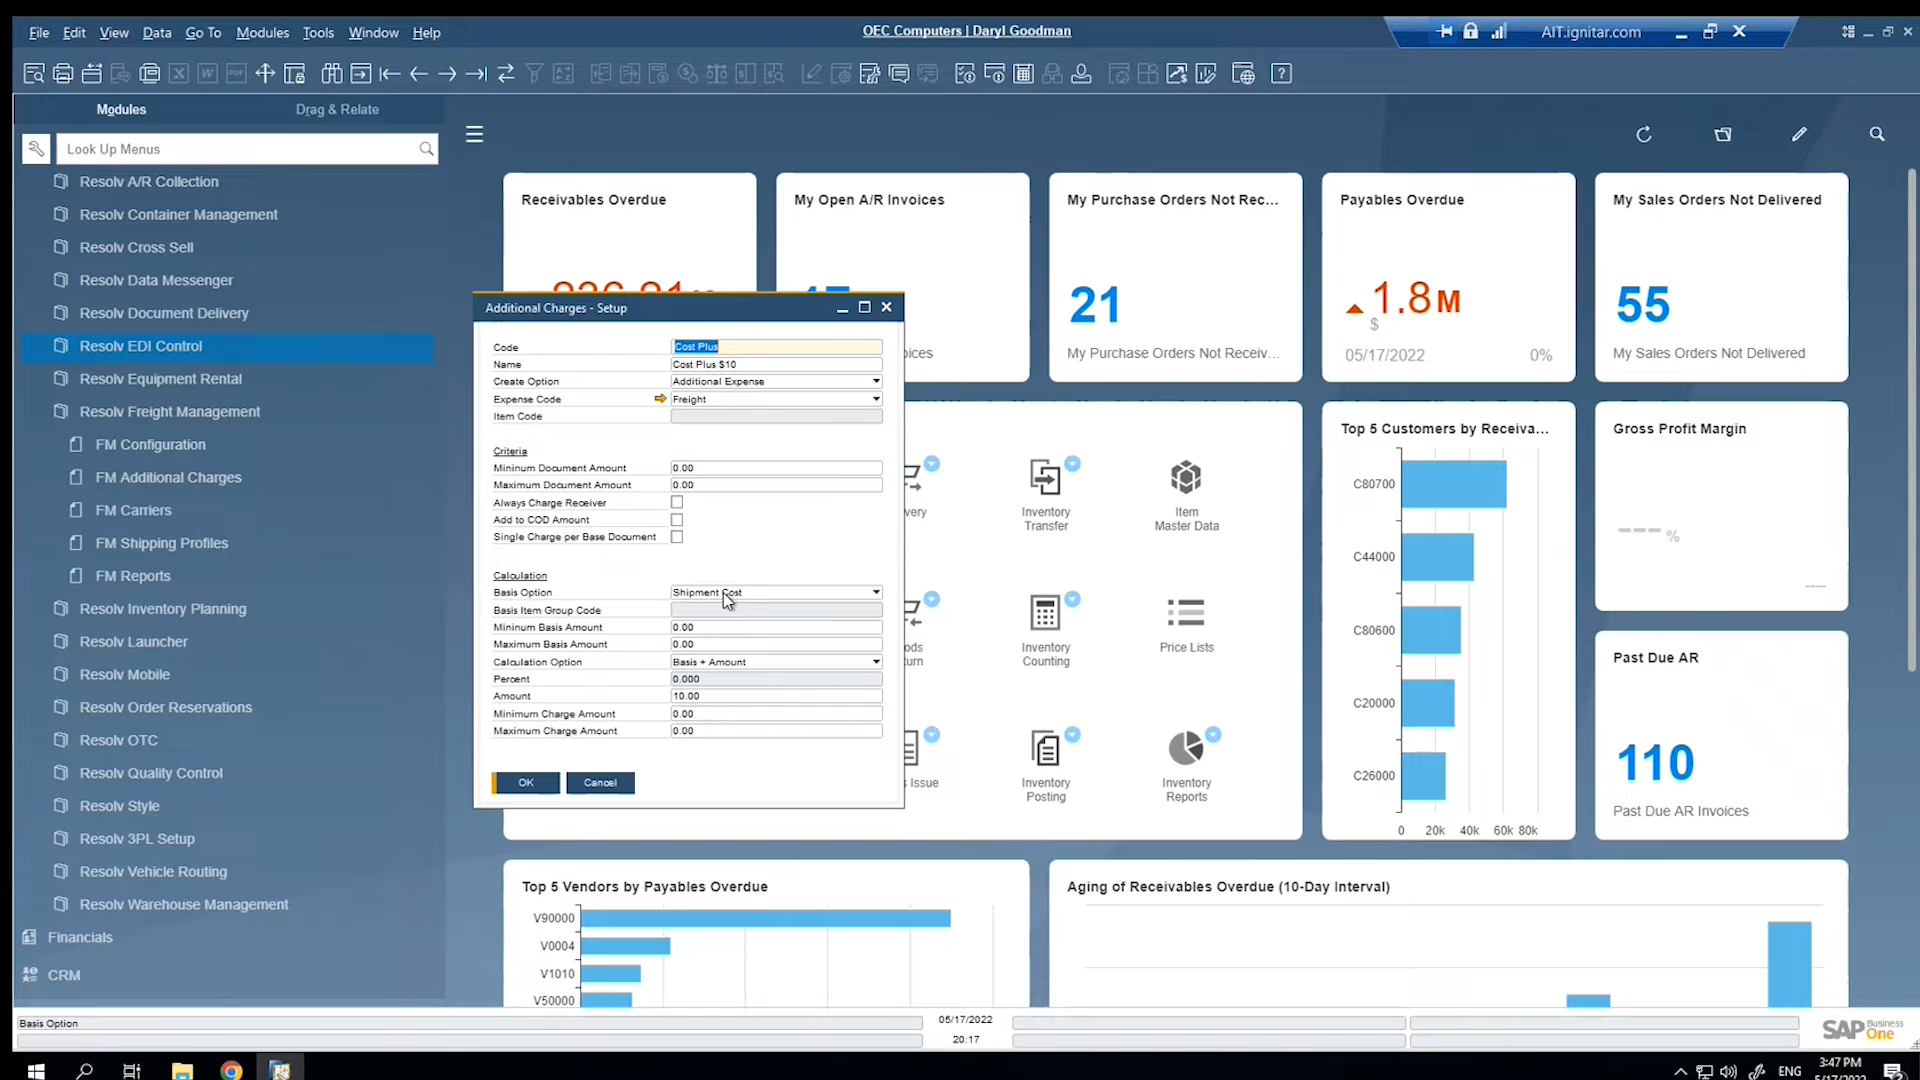 File Edit View Data Go To Modules Tools Window Help
OEC Computers | Daryl Goodman
AIT.ignitar.com
Modules
Drag & Relate
Look Up Menus
Resolv A/R Collection
Resolv Container Management
Resolv Cross Sell
Resolv Data Messenger
Resolv Document Delivery
Resolv EDI Control
Resolv Equipment Rental
Resolv Freight Management
FM Configuration
FM Additional Charges
FM Carriers
FM Shipping Profiles
FM Reports
Resolv Inventory Planning
Resolv Launcher
Resolv Mobile
Resolv Order Reservations
Resolv OTC
Resolv Quality Control
Resolv Style
Resolv 3PL Setup
Resolv Vehicle Routing
Resolv Warehouse Management
Financials
CRM
Receivables Overdue
My Open A/R Invoices
My Purchase Orders Not Rec...
21
My Purchase Orders Not Receiv...
Payables Overdue
1.8 M
$
05/17/2022
0%
My Sales Orders Not Delivered
55
My Sales Orders Not Delivered
Additional Charges - Setup
Code Cost Plus
Name Cost Plus $10
Create Option Additional Expense
Expense Code Freight
Item Code
Criteria
Minimum Document Amount 0.00
Maximum Document Amount 0.00
Always Charge Receiver
Add to COD Amount
Single Charge per Base Document
Calculation
Basis Option Shipment Cost
Basis Item Group Code
Mininum Basis Amount 0.00
Maximum Basis Amount 0.00
Calculation Option Basis + Amount
Percent 0.000
Amount 10.00
Minimum Charge Amount 0.00
Maximum Charge Amount 0.00
OK
Cancel
Inventory
Transfer
Item
Master Data
Inventory
Counting
Price Lists
Issue
Inventory
Posting
Inventory
Reports
Top 5 Customers by Receiva...
C80700
C44000
C80600
C20000
C26000
0 20k 40k 60k 80k
Gross Profit Margin
%
Past Due AR
110
Past Due AR Invoices
Top 5 Vendors by Payables Overdue
V90000
V0004
V1010
V50000
Aging of Receivables Overdue (10-Day Interval)
Basis Option
05/17/2022
20:17
SAP Business One
ENG
3:47 PM